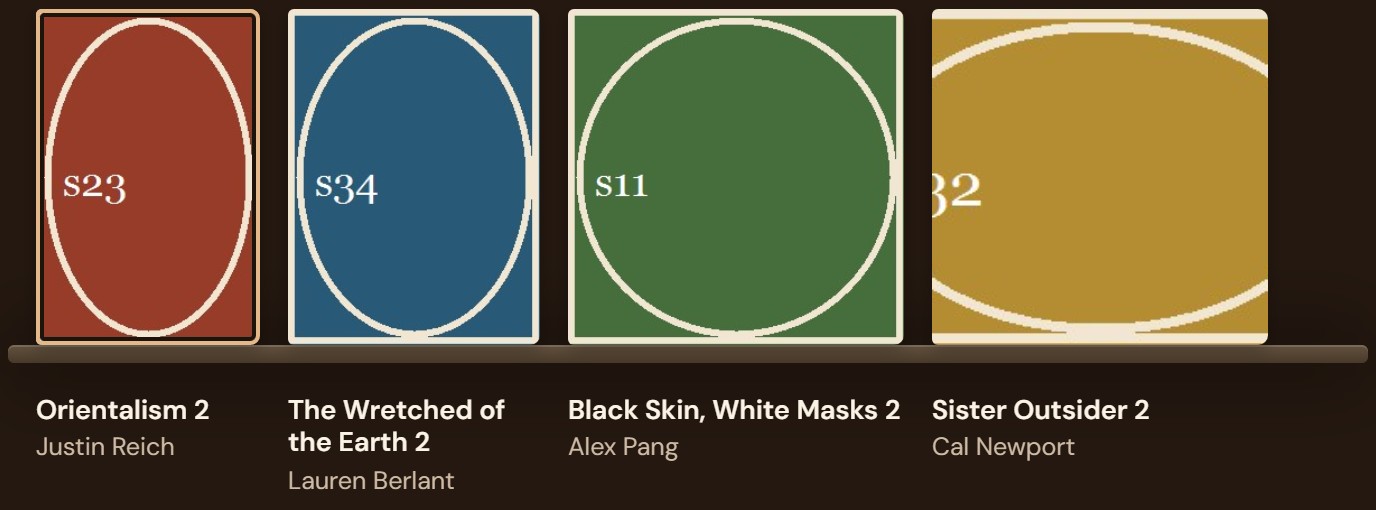 s23
s34
s11
32
Orientalism 2
The Wretched of
the Earth 2
Black Skin, White Masks 2
Sister Outsider 2
Justin Reich
Lauren Berlant
Alex Pang
Cal Newport